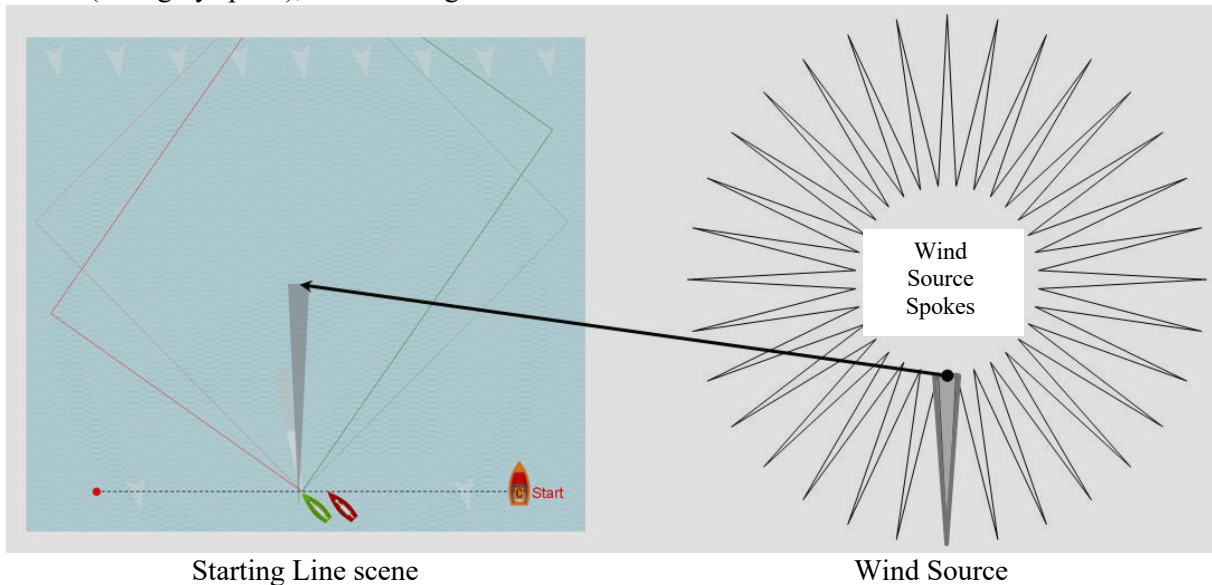 Wind
Source
Spokes
C
Start
Starting Line scene
Wind Source